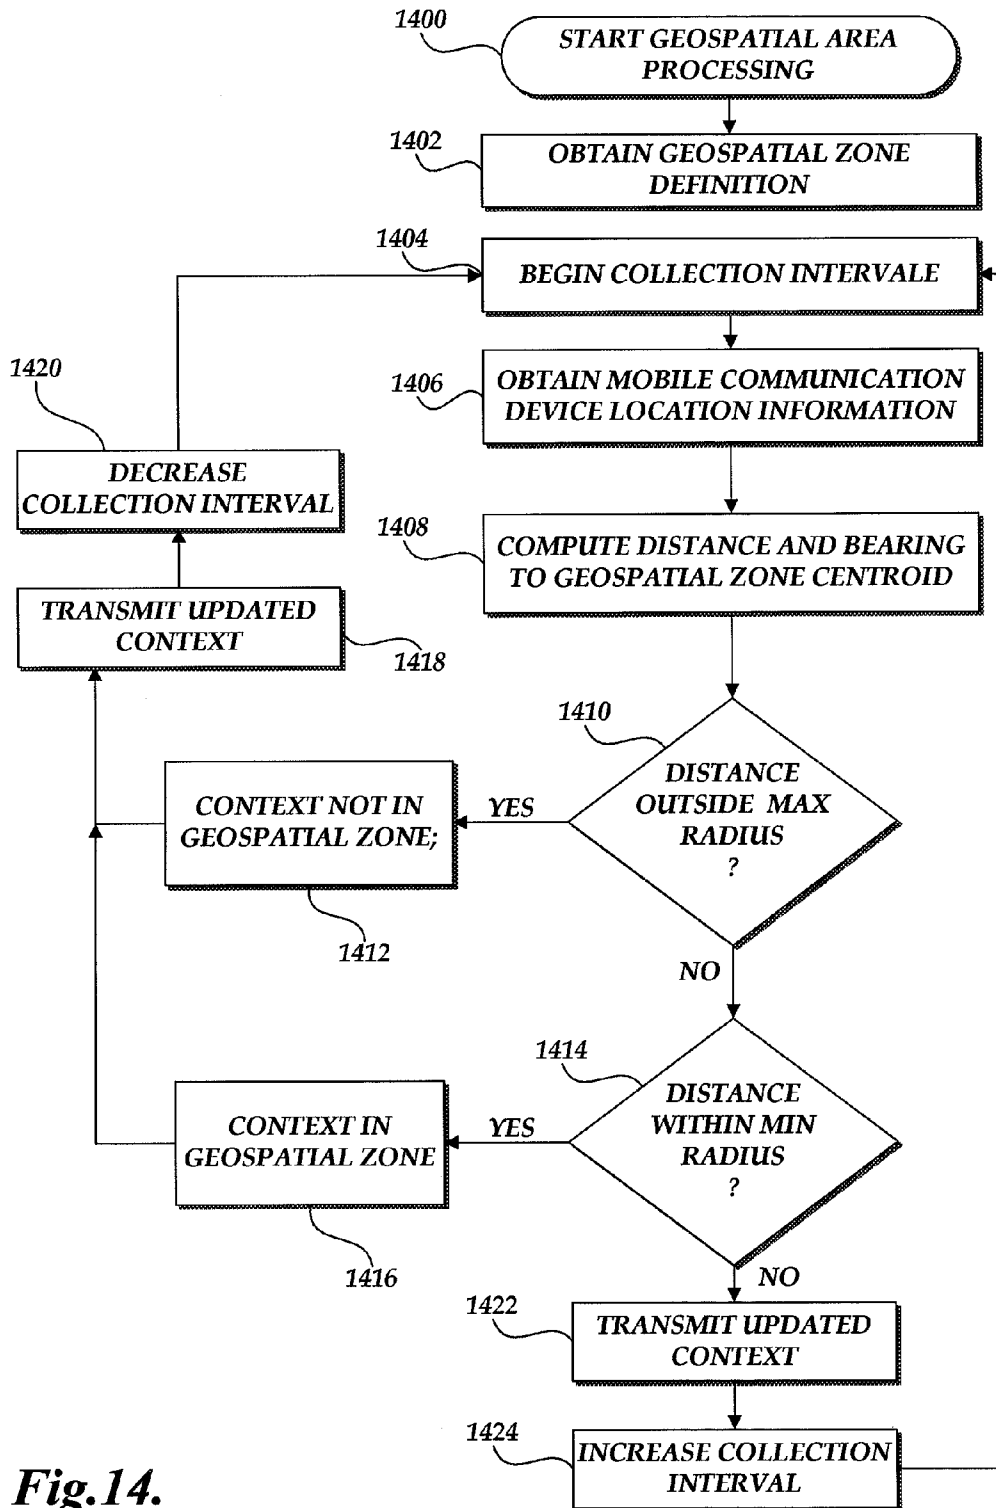 1400
START GEOSPATIAL AREA
PROCESSING
1402
OBTAIN GEOSPATIAL ZONE
DEFINITION
1404
BEGIN COLLECTION INTERVALE
1406
OBTAIN MOBILE COMMUNICATION
DEVICE LOCATION INFORMATION
1420
DECREASE
COLLECTION INTERVAL
1408
COMPUTE DISTANCE AND BEARING
TO GEOSPATIAL ZONE CENTROID
TRANSMIT UPDATED
CONTEXT
1418
1410
DISTANCE
OUTSIDE MAX
RADIUS
?
YES
CONTEXT NOT IN
GEOSPATIAL ZONE;
1412
NO
1414
DISTANCE
WITHIN MIN
RADIUS
?
YES
CONTEXT IN
GEOSPATIAL ZONE
1416
NO
1422
TRANSMIT UPDATED
CONTEXT
1424
INCREASE COLLECTION
INTERVAL
Fig.14.